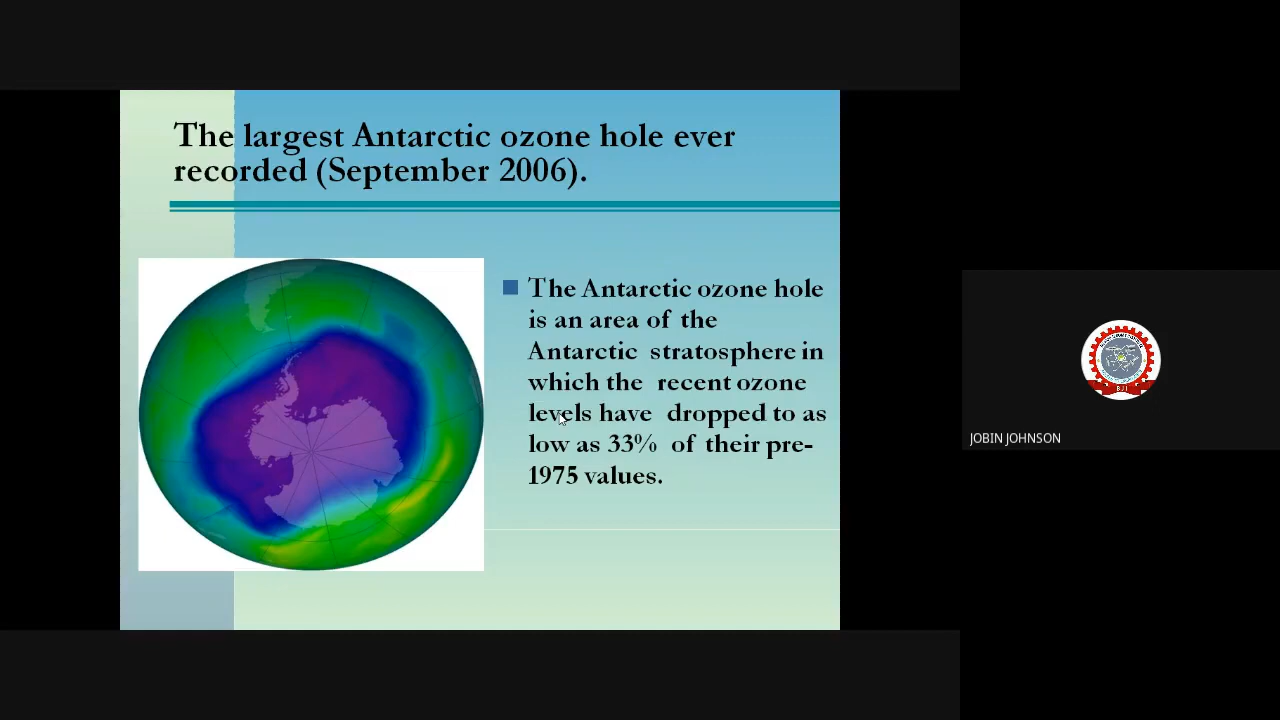 The largest Antarctic ozone hole ever
recorded (September 2006).
The Antarctic ozone hole
is an area of the
Antarctic stratosphere in
which the recent ozone
levels have dropped to as
low as 33% of their pre-
1975 values.
BJI
JOBIN JOHNSON